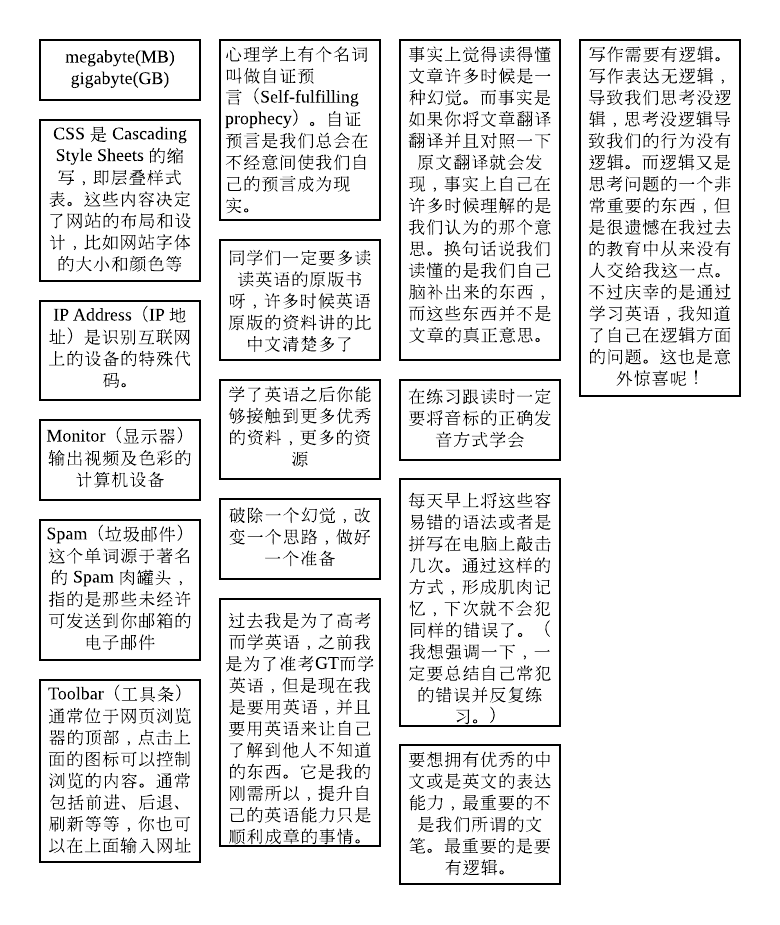 megabyte(MB)
gigabyte(GB)
CSS 是 Cascading
Style Sheets 的缩
写，即层叠样式
表。这些内容决定
了网站的布局和设
计，比如网站字体
的大小和颜色等
IP Address（IP 地
址）是识别互联网
上的设备的特殊代
码。
Monitor（显示器）
输出视频及色彩的
计算机设备
Spam（垃圾邮件）
这个单词源于著名
的 Spam 肉罐头，
指的是那些未经许
可发送到你邮箱的
电子邮件
Toolbar（工具条）
通常位于网页浏览
器的顶部，点击上
面的图标可以控制
浏览的内容。通常
包括前进、后退、
刷新等等，你也可
以在上面输入网址
心理学上有个名词
叫做自证预
言（Self-fulfilling
prophecy）。自证
预言是我们总会在
不经意间使我们自
己的预言成为现
实。
同学们一定要多读
读英语的原版书
呀，许多时候英语
原版的资料讲的比
中文清楚多了
学了英语之后你能
够接触到更多优秀
的资料，更多的资
源
破除一个幻觉，改
变一个思路，做好
一个准备
过去我是为了高考
而学英语，之前我
是为了准考GT而学
英语，但是现在我
是要用英语，并且
要用英语来让自己
了解到他人不知道
的东西。它是我的
刚需所以，提升自
己的英语能力只是
顺利成章的事情。
事实上觉得读得懂
文章许多时候是一
种幻觉。而事实是
如果你将文章翻译
翻译并且对照一下
原文翻译就会发
现，事实上自己在
许多时候理解的是
我们认为的那个意
思。换句话说我们
读懂的是我们自己
脑补出来的东西，
而这些东西并不是
文章的真正意思。
在练习跟读时一定
要将音标的正确发
音方式学会
每天早上将这些容
易错的语法或者是
拼写在电脑上敲击
几次。通过这样的
方式，形成肌肉记
忆，下次就不会犯
同样的错误了。（
我想强调一下，一
定要总结自己常犯
的错误并反复练
习。）
要想拥有优秀的中
文或是英文的表达
能力，最重要的不
是我们所谓的文
笔。最重要的是要
有逻辑。
写作需要有逻辑。
写作表达无逻辑，
导致我们思考没逻
辑，思考没逻辑导
致我们的行为没有
逻辑。而逻辑又是
思考问题的一个非
常重要的东西，但
是很遗憾在我过去
的教育中从来没有
人交给我这一点。
不过庆幸的是通过
学习英语，我知道
了自己在逻辑方面
的问题。这也是意
外惊喜呢！